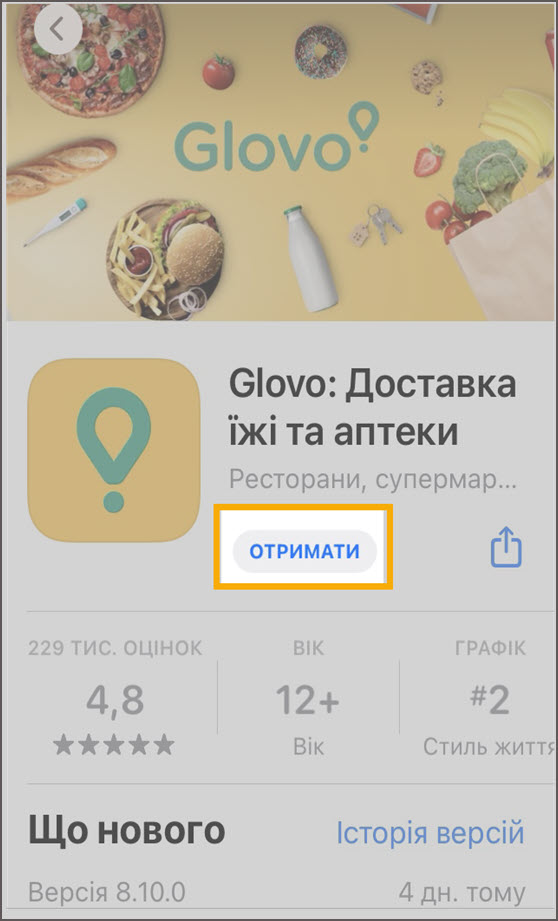 Glovo
Glovo: Доставка
їжі та аптеки
Ресторани, супермар...
ОТРИМАТИ
229 ТИС. ОЦІНОК
ВІК
ГРАФІК
4,8
12+
#2
Вік
Стиль життя
Що нового
Історія версій
Версія 8.10.0
4 дн. тому